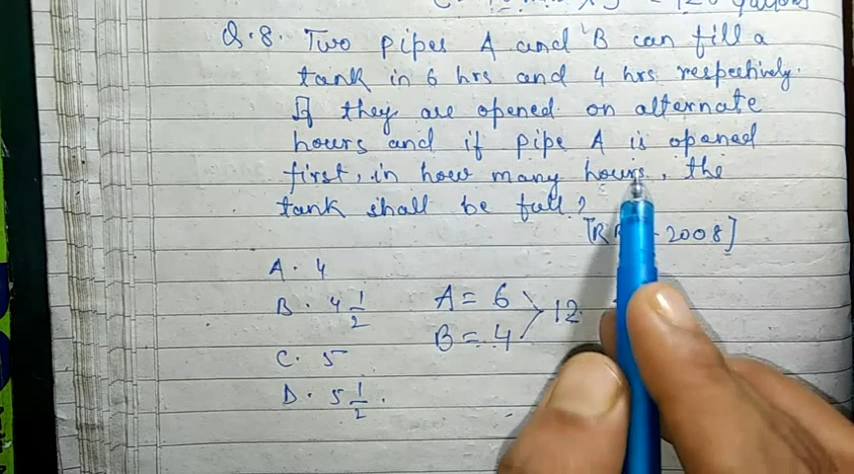 Q.8. Two pipes A and B can fill a
tank in 6 hrs and 4 hrs respectively.
If they are opened on alternate
hours and if pipe A is opened
first, in how many hours, the
tank shall be full?
2008]
A. 4
B. 4 1/2
C. 5
D. 5 1/2.
A = 6
B = 4
12